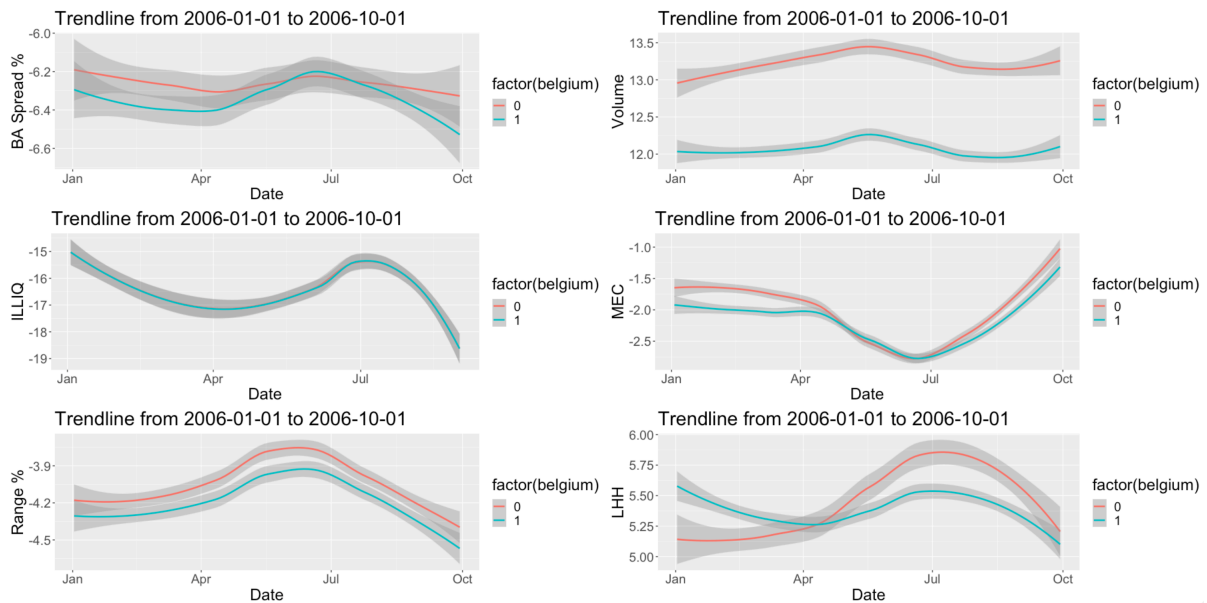 Trendline from 2006-01-01 to 2006-10-01
BA Spread %
-6.0
-6.2
-6.4
-6.6
Jan Apr Jul Oct
Date
factor(belgium)
0
1
Trendline from 2006-01-01 to 2006-10-01
Volume
13.5
13.0
12.5
12.0
Jan Apr Jul Oct
Date
factor(belgium)
0
1
Trendline from 2006-01-01 to 2006-10-01
ILLIQ
-15
-16
-17
-18
-19
Jan Apr Jul
Date
factor(belgium)
0
1
Trendline from 2006-01-01 to 2006-10-01
MEC
-1.0
-1.5
-2.0
-2.5
Jan Apr Jul Oct
Date
factor(belgium)
0
1
Trendline from 2006-01-01 to 2006-10-01
Range %
-3.9
-4.2
-4.5
Jan Apr Jul Oct
Date
factor(belgium)
0
1
Trendline from 2006-01-01 to 2006-10-01
LHH
6.00
5.75
5.50
5.25
5.00
Jan Apr Jul Oct
Date
factor(belgium)
0
1